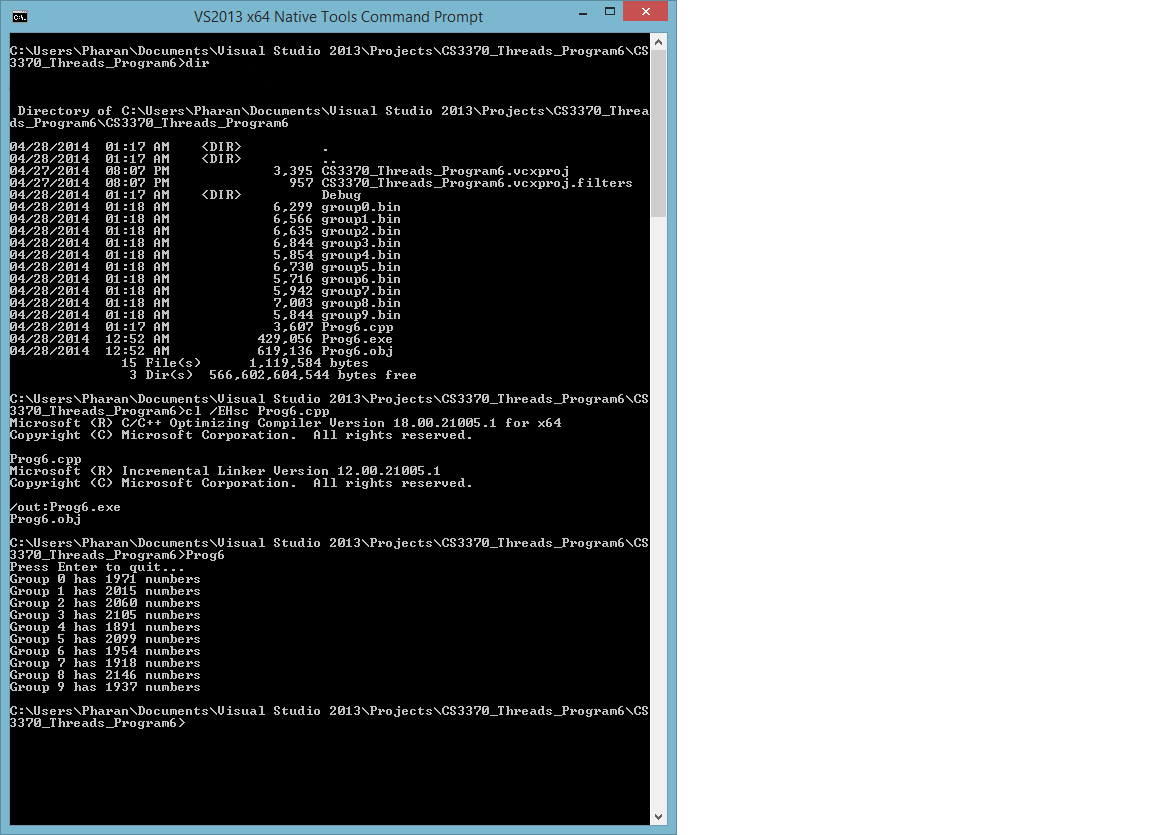 VS2013 x64 Native Tools Command Prompt
C:\Users\Pharan\Documents\Visual Studio 2013\Projects\CS3370_Threads_Program6\CS
3370_Threads_Program6>dir
 Directory of C:\Users\Pharan\Documents\Visual Studio 2013\Projects\CS3370_Threa
ds_Program6\CS3370_Threads_Program6
04/28/2014  01:17 AM    <DIR>          .
04/28/2014  01:17 AM    <DIR>          ..
04/27/2014  08:07 PM             3,395 CS3370_Threads_Program6.vcxproj
04/27/2014  08:07 PM               957 CS3370_Threads_Program6.vcxproj.filters
04/28/2014  01:17 AM    <DIR>          Debug
04/28/2014  01:18 AM             6,299 group0.bin
04/28/2014  01:18 AM             6,566 group1.bin
04/28/2014  01:18 AM             6,635 group2.bin
04/28/2014  01:18 AM             6,844 group3.bin
04/28/2014  01:18 AM             5,854 group4.bin
04/28/2014  01:18 AM             6,730 group5.bin
04/28/2014  01:18 AM             5,716 group6.bin
04/28/2014  01:18 AM             5,942 group7.bin
04/28/2014  01:18 AM             7,003 group8.bin
04/28/2014  01:18 AM             5,844 group9.bin
04/28/2014  01:17 AM             3,607 Prog6.cpp
04/28/2014  12:52 AM           429,056 Prog6.exe
04/28/2014  12:52 AM           619,136 Prog6.obj
              15 File(s)      1,119,584 bytes
               3 Dir(s)  566,602,604,544 bytes free
C:\Users\Pharan\Documents\Visual Studio 2013\Projects\CS3370_Threads_Program6\CS
3370_Threads_Program6>cl /EHsc Prog6.cpp
Microsoft (R) C/C++ Optimizing Compiler Version 18.00.21005.1 for x64
Copyright (C) Microsoft Corporation.  All rights reserved.
Prog6.cpp
Microsoft (R) Incremental Linker Version 12.00.21005.1
Copyright (C) Microsoft Corporation.  All rights reserved.
/out:Prog6.exe
Prog6.obj
C:\Users\Pharan\Documents\Visual Studio 2013\Projects\CS3370_Threads_Program6\CS
3370_Threads_Program6>Prog6
Press Enter to quit...
Group 0 has 1971 numbers
Group 1 has 2015 numbers
Group 2 has 2060 numbers
Group 3 has 2105 numbers
Group 4 has 1891 numbers
Group 5 has 2099 numbers
Group 6 has 1954 numbers
Group 7 has 1918 numbers
Group 8 has 2146 numbers
Group 9 has 1937 numbers
C:\Users\Pharan\Documents\Visual Studio 2013\Projects\CS3370_Threads_Program6\CS
3370_Threads_Program6>